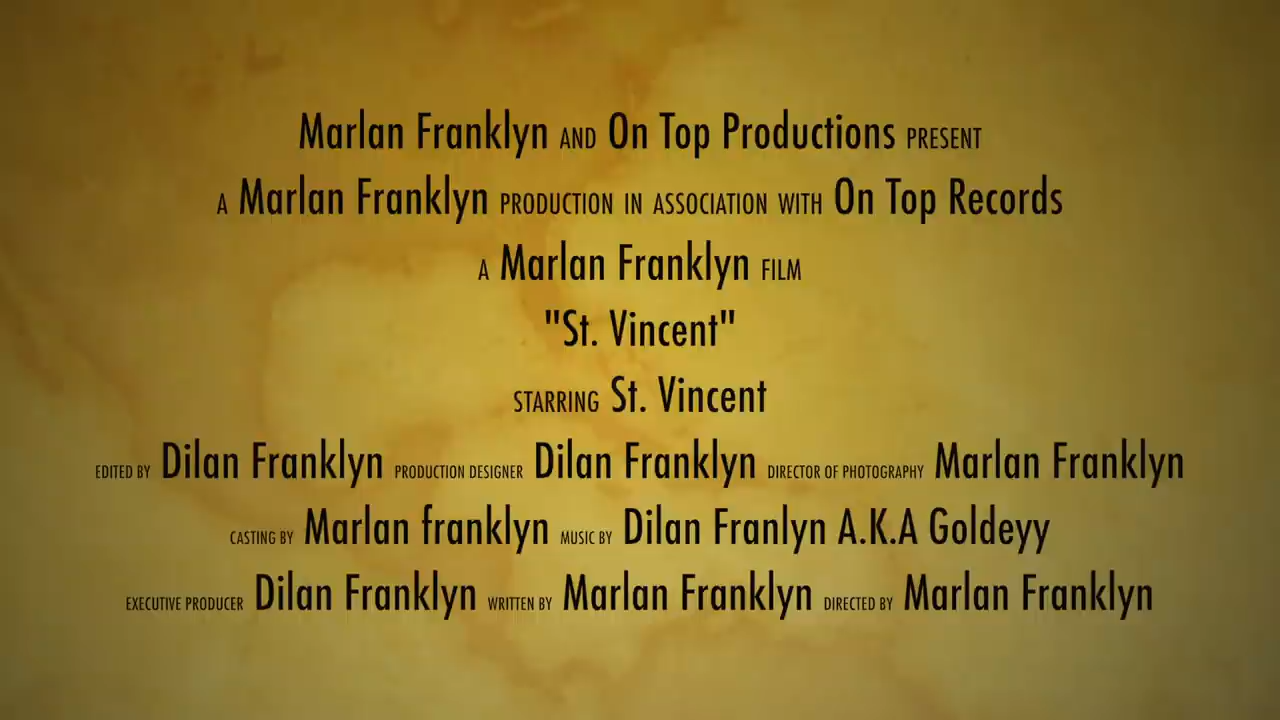 Marlan Franklyn AND On Top Productions PRESENT
A Marlan Franklyn PRODUCTION IN ASSOCIATION WITH On Top Records
A Marlan Franklyn FILM
"St. Vincent"
STARRING St. Vincent
EDITED BY Dilan Franklyn PRODUCTION DESIGNER Dilan Franklyn DIRECTOR OF PHOTOGRAPHY Marlan Franklyn
CASTING BY Marlan franklyn MUSIC BY Dilan Franlyn A.K.A Goldeyy
EXECUTIVE PRODUCER Dilan Franklyn WRITTEN BY Marlan Franklyn DIRECTED BY Marlan Franklyn